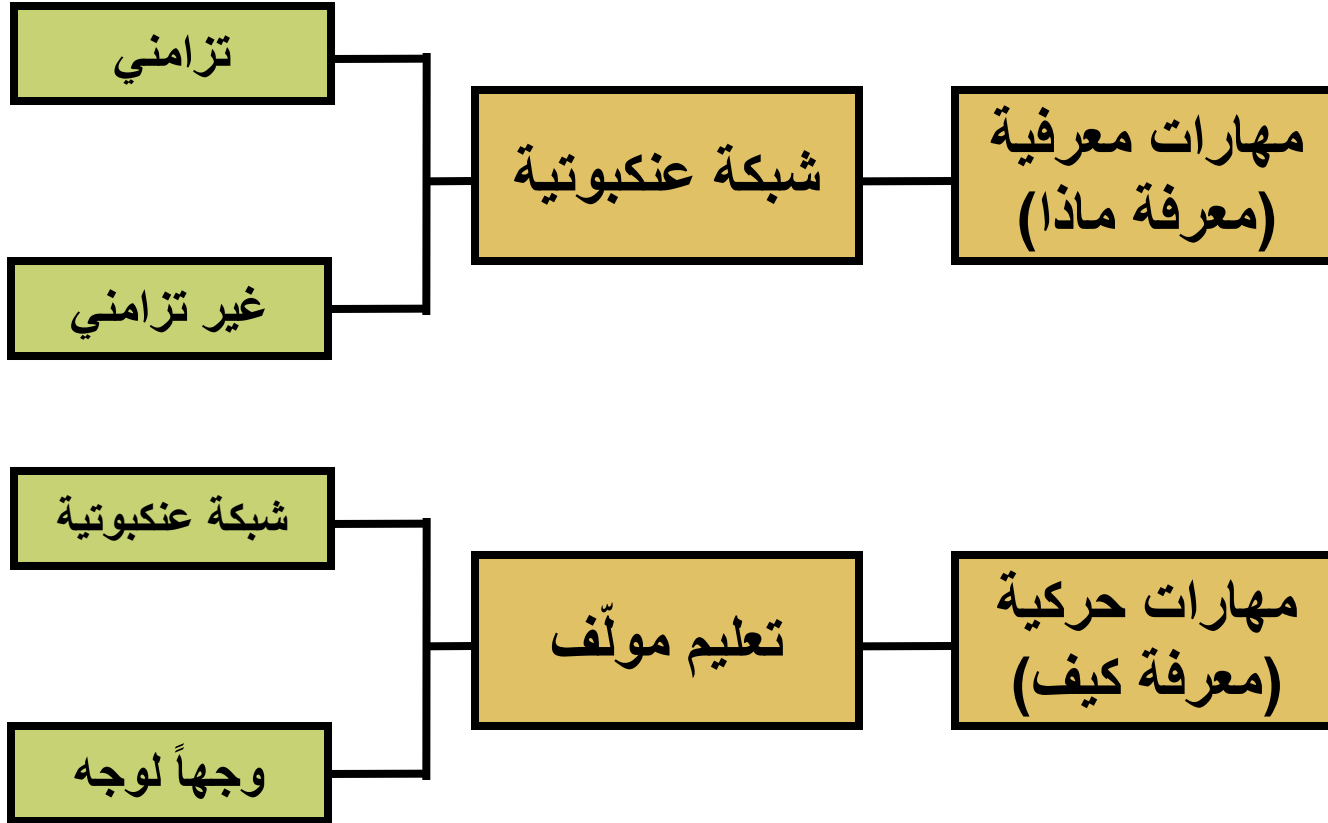 مهارات معرفية
(معرفة ماذا)
شبكة عنكبوتية
تزامني
غير تزامني
مهارات حركية
(معرفة كيف)
تعليم مولّف
شبكة عنكبوتية
وجهاً لوجه